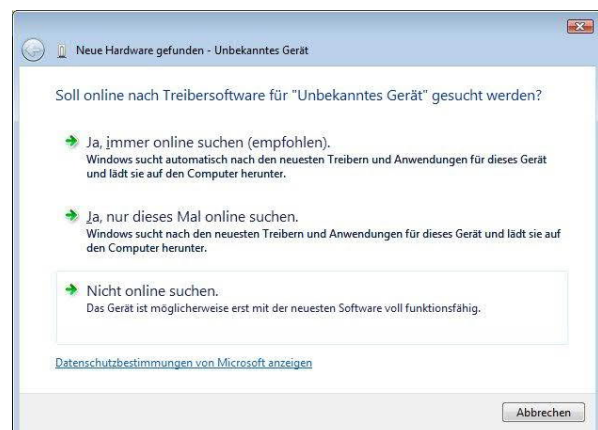 Neue Hardware gefunden - Unbekanntes Gerät
Soll online nach Treibersoftware für "Unbekanntes Gerät" gesucht werden?
Ja, immer online suchen (empfohlen).
Windows sucht automatisch nach den neuesten Treibern und Anwendungen für dieses Gerät
und lädt sie auf den Computer herunter.
Ja, nur dieses Mal online suchen.
Windows sucht nach den neuesten Treibern und Anwendungen für dieses Gerät und lädt sie auf
den Computer herunter.
Nicht online suchen.
Das Gerät ist möglicherweise erst mit der neuesten Software voll funktionsfähig.
Datenschutzbestimmungen von Microsoft anzeigen
Abbrechen